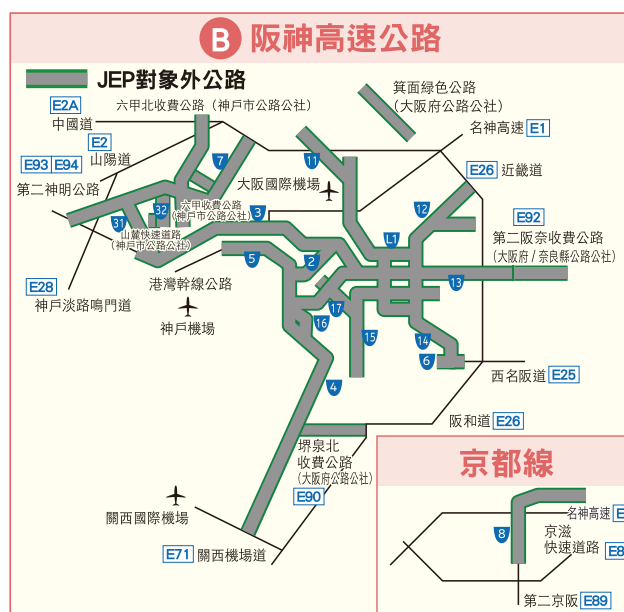 B 阪神高速公路
JEP對象外公路
E2A
中國道
六甲北收費公路（神戶市公路公社）
箕面綠色公路
（大阪府公路公社）
名神高速 E1
E2
山陽道
E93 E94
第二神明公路
7
11
大阪國際機場
E26 近畿道
六甲收費公路
（神戶市公路公社）
32
31
3
12
E92
山麓快速道路
（神戶市公路公社）
L1
第二阪奈收費公路
（大阪府/奈良縣公路公社）
5
2
13
E28
神戶淡路鳴門道
港灣幹線公路
神戶機場
17
16
15
14
6
西名阪道 E25
4
阪和道 E26
堺泉北
收費公路
（大阪府公路公社）
E90
關西國際機場
E71 關西機場道
京都線
名神高速
8
京滋
快速道路
第二京阪 E89